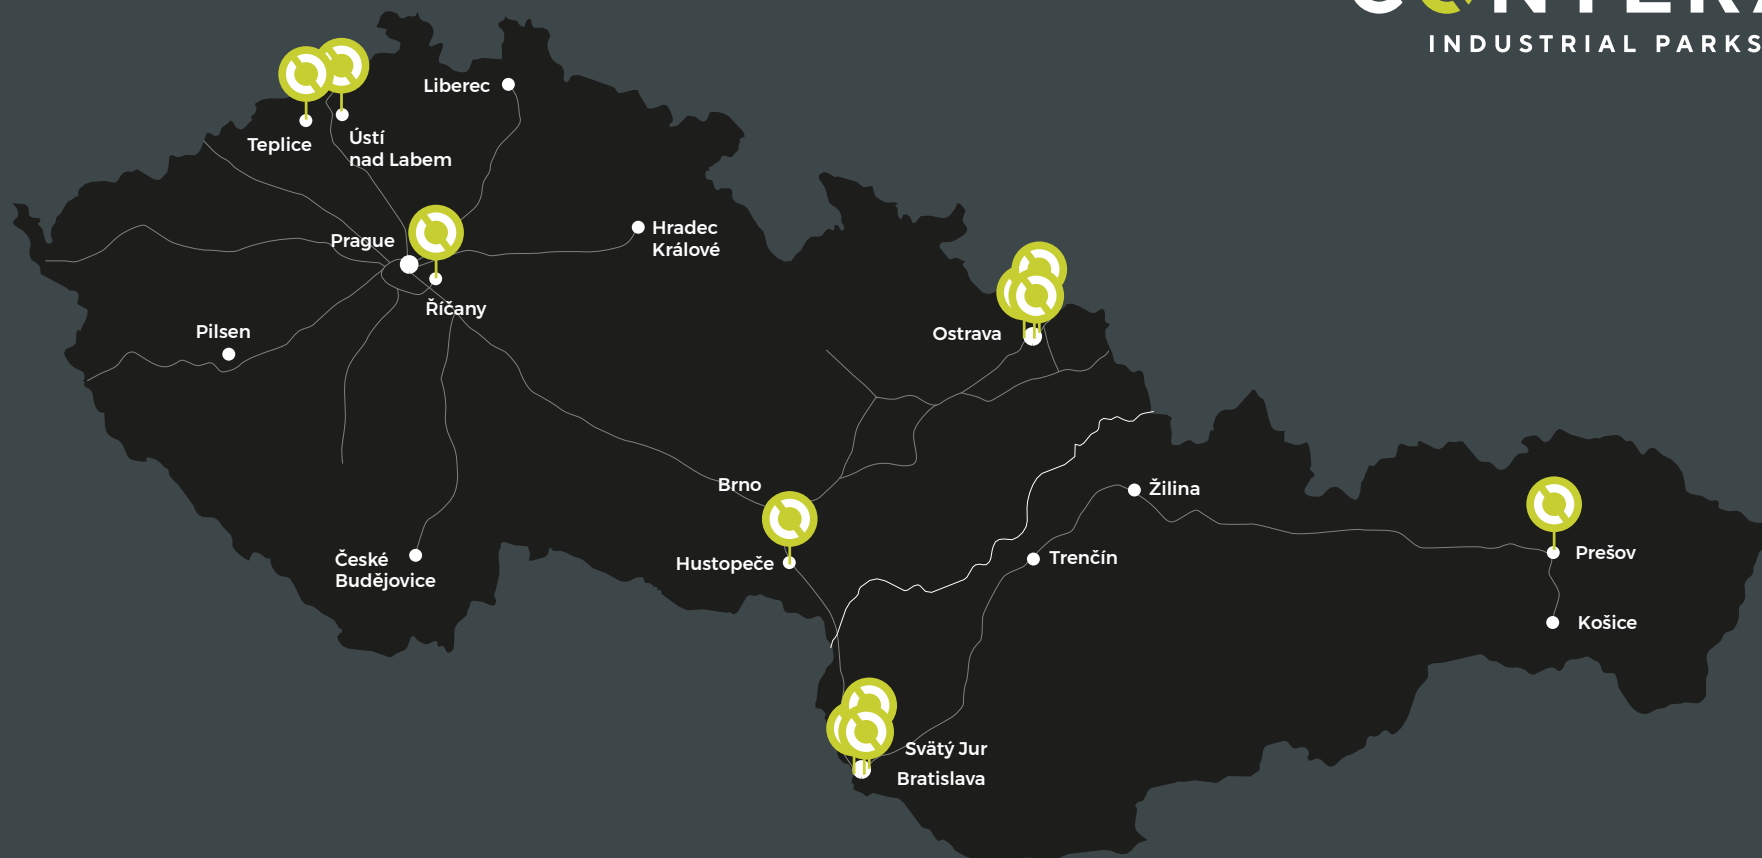 INDUSTRIAL PARKS
Liberec
Teplice
Ústí
nad Labem
Prague
Hradec
Králové
Říčany
Pilsen
Ostrava
Brno
Žilina
České
Budějovice
Hustopeče
Trenčín
Prešov
Košice
Svätý Jur
Bratislava